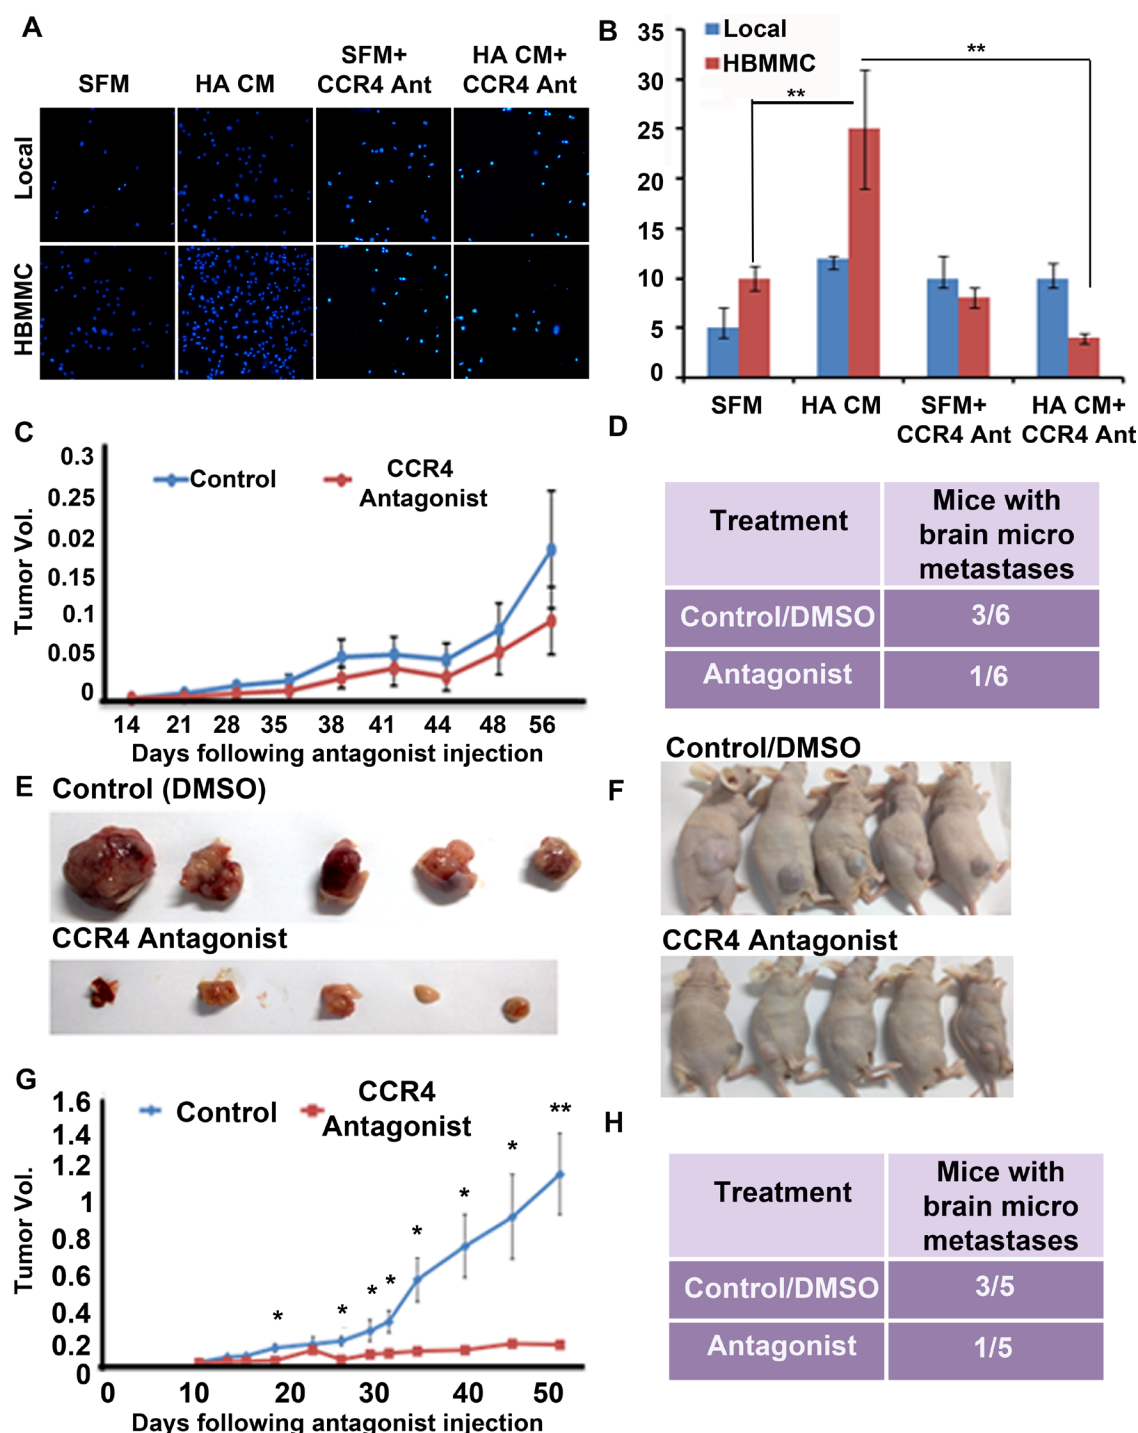 A
SFM
HA CM
SFM+
CCR4 Ant
HA CM+
CCR4 Ant
Local
HBMMC
B
Local
HBMMC
35
30
25
20
15
10
5
0
**
**
SFM
HA CM
SFM+
CCR4 Ant
HA CM+
CCR4 Ant
C
Tumor Vol.
0.3
0.25
0.02
0.15
0.1
0.05
0
Control
CCR4
Antagonist
14 21 28 35 38 41 44 48 56
Days following antagonist injection
D
Treatment
Mice with
brain micro
metastases
Control/DMSO 3/6
Antagonist 1/6
E
Control (DMSO)
CCR4 Antagonist
F
Control/DMSO
CCR4 Antagonist
G
Tumor Vol.
1.6
1.4
1.2
1
0.8
0.6
0.4
0.2
0
Control
CCR4
Antagonist
*
*
*
*
*
*
*
**
0 10 20 30 40 50
Days following antagonist injection
H
Treatment
Mice with
brain micro
metastases
Control/DMSO 3/5
Antagonist 1/5